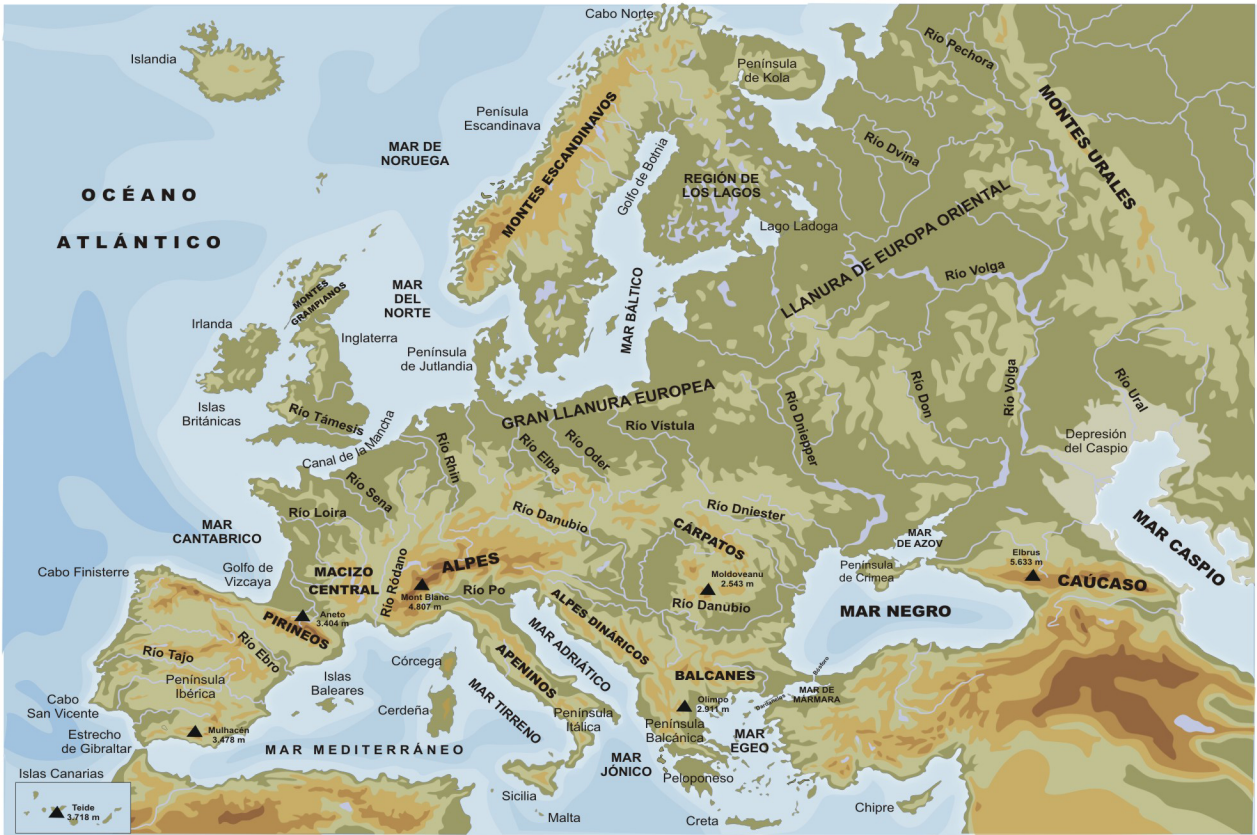 Cabo Norte
Islandia
Península
de Kola
Río Pechora
Penísula
Escandinava
MONTES URALES
MAR DE
NORUEGA
MONTES ESCANDINAVOS
Golfo de Botnia
Río Dvina
REGIÓN DE
LOS LAGOS
OCÉANO
ATLÁNTICO
Lago Ladoga
LLANURA DE EUROPA ORIENTAL
Río Volga
MONTES
GRAMPIANOS
MAR
DEL
NORTE
MAR BÁLTICO
Irlanda
Inglaterra
Península
de Jutlandia
Islas
Británicas
Río Támesis
Canal de la Mancha
GRAN LLANURA EUROPEA
Río Rhin
Río Elba
Río Oder
Río Vístula
Río Dniepper
Río Don
Río Volga
Río Ural
Depresión
del Caspio
Río Sena
Río Loira
Río Danubio
Río Dniester
CÁRPATOS
MAR
CANTABRICO
MAR
DE AZOV
MAR CASPIO
Cabo Finisterre
Golfo de
Vizcaya
MACIZO
CENTRAL
Río Ríódano
ALPES
Mont Blanc
4.807 m
Río Po
Moldoveanu
2.543 m
Río Danubio
Península
de Crimea
Elbrus
5.633 m
CAÚCASO
MAR NEGRO
Aneto
3.404 m
PIRINEOS
Río Ebro
Río Tajo
Península
Ibérica
ALPES DINÁRICOS
MAR ADRIÁTICO
APENINOS
Córcega
Cerdeña
Islas
Baleares
BALCANES
Bósforo
MAR DE
MÁRMARA
Dardanelos
Olimpo
2.911 m
Península
Balcánica
Cabo
San Vicente
Estrecho
de Gibraltar
Mulhacén
3.478 m
MAR MEDITERRÁNEO
MAR TIRRENO
Península
Itálica
MAR
JÓNICO
MAR
EGEO
Peloponeso
Islas Canarias
Teide
3.718 m
Sicilia
Malta
Creta
Chipre